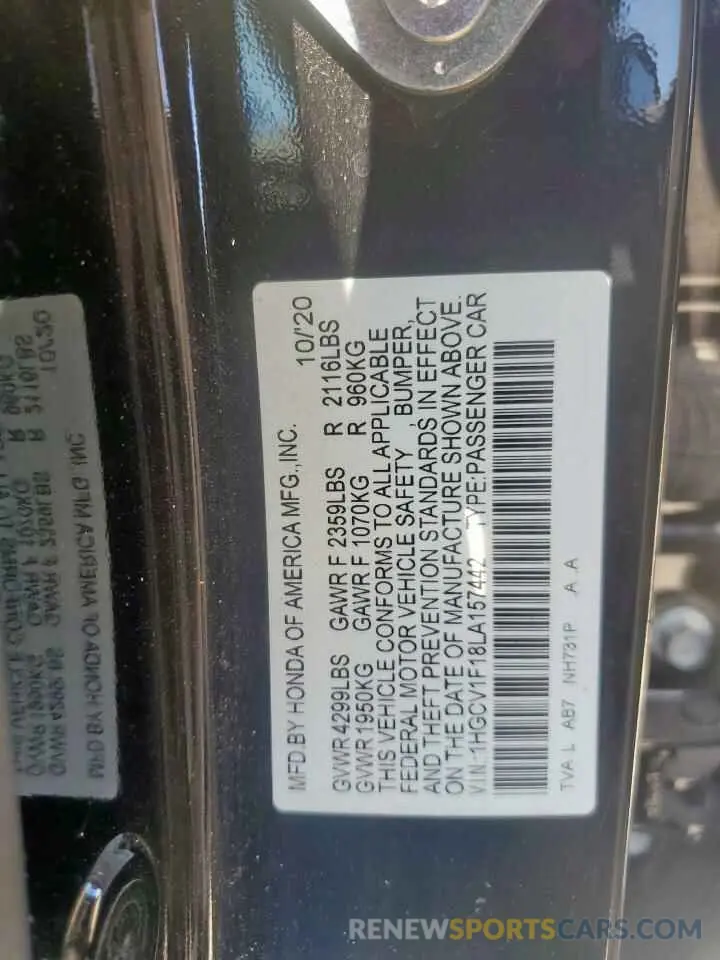 MFD.BY HONDA OF AMERICA MFG.,INC. 10/'20
GVWR 4299LBS GAWR F 2359LBS R 2116LBS
GVWR 1950KG GAWR F 1070KG R 960KG
THIS VEHICLE CONFORMS TO ALL APPLICABLE
FEDERAL MOTOR VEHICLE SAFETY , BUMPER,
AND THEFT PREVENTION STANDARDS IN EFFECT
ON THE DATE OF MANUFACTURE SHOWN ABOVE.
V.I.N.:1HGCV1F18LA157442 TYPE:PASSENGER CAR
TVA L AB7 NH731P A A
RENEWSPORTSCARS.COM